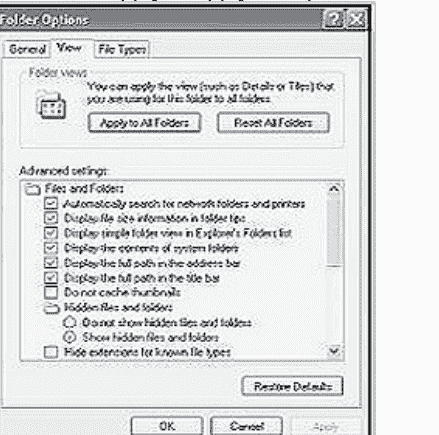 Folder Options
General View File Types
Folder views
You can apply the view (such as Details or Tiles) that
you are using for this folder to all folders.
Apply to All Folders Reset All Folders
Advanced settings:
Files and Folders
Automatically search for network folders and printers
Display file size information in folder tips
Display simple folder view in Explorer's Folders list
Display the contents of system folders
Display the full path in the address bar
Display the full path in the title bar
Do not cache thumbnails
Hidden files and folders
Do not show hidden files and folders
Show hidden files and folders
Hide extensions for known file types
Restore Defaults
OK Cancel Apply